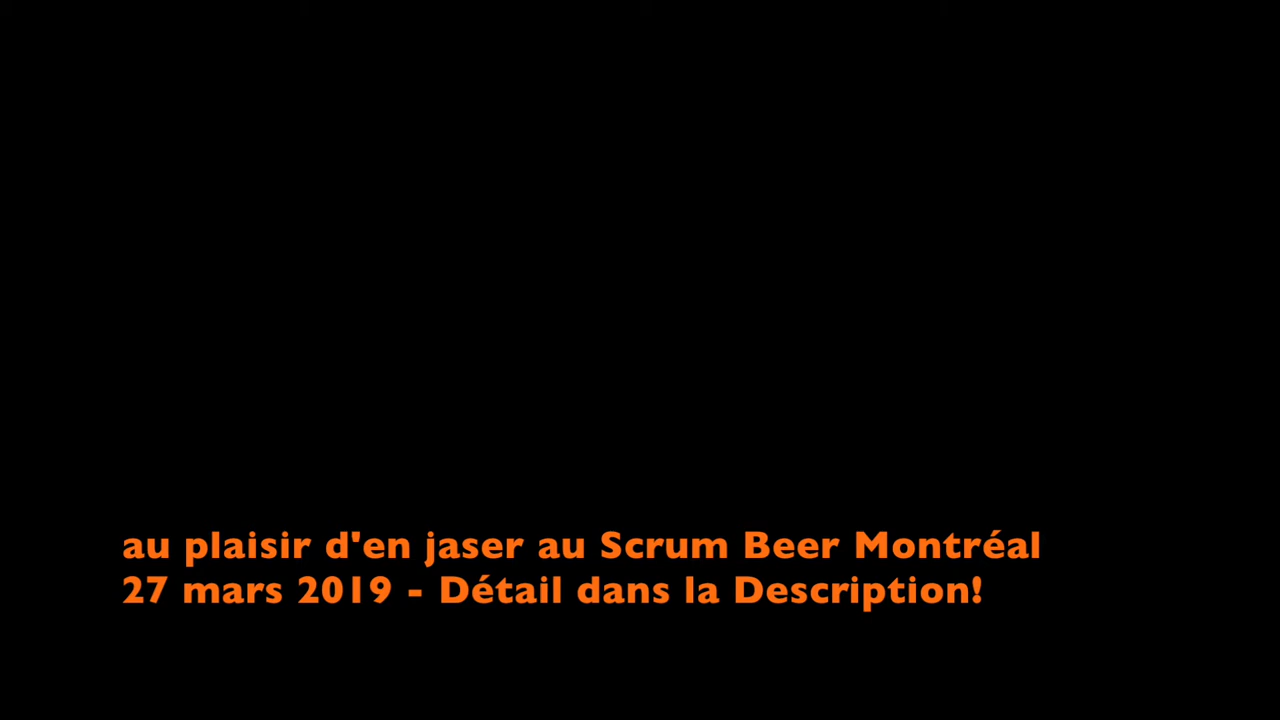 au plaisir d'en jaser au Scrum Beer Montréal
27 mars 2019 - Détail dans la Description!